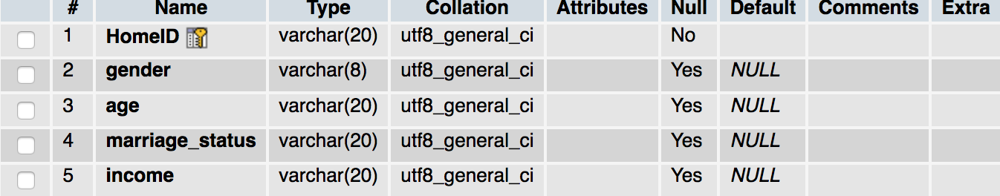 # Name Type Collation Attributes Null Default Comments Extra
1 HomeID varchar(20) utf8_general_ci No
2 gender varchar(8) utf8_general_ci Yes NULL
3 age varchar(20) utf8_general_ci Yes NULL
4 marriage_status varchar(20) utf8_general_ci Yes NULL
5 income varchar(20) utf8_general_ci Yes NULL